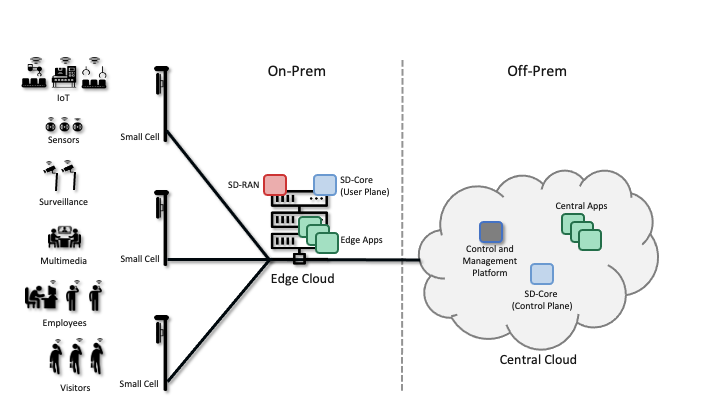 On-Prem
Off-Prem
IoT
Sensors
Surveillance
Multimedia
Employees
Visitors
Small Cell
Small Cell
Small Cell
SD-RAN
SD-Core
(User Plane)
Edge Apps
Edge Cloud
Central Apps
Control and
Management
Platform
SD-Core
(Control Plane)
Central Cloud